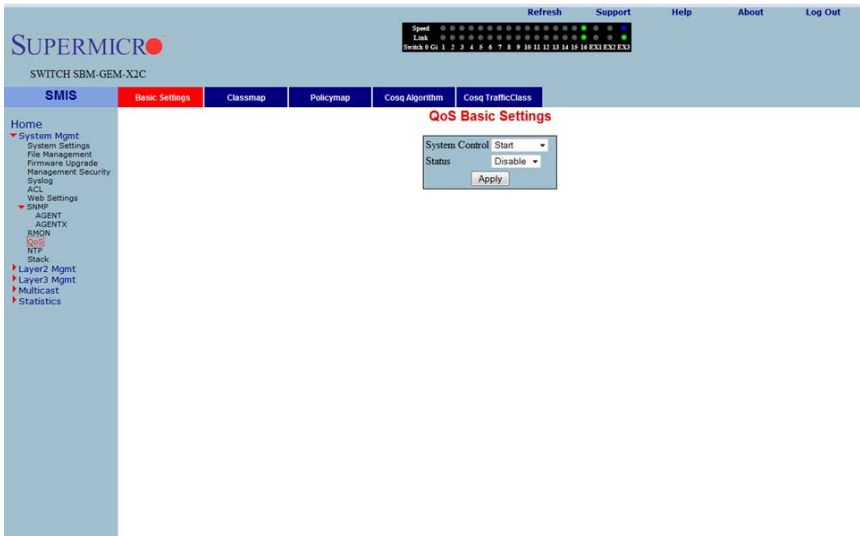 Refresh Support Help About Log Out
Speed
Link
Switch 0 Gi 1 2 3 4 5 6 7 8 9 10 11 12 13 14 15 16 EX1 EX2 EX3
SUPERMICRO
SWITCH SBM-GEM-X2C
SMIS Basic Settings Classmap Policymap Cosq Algorithm Cosq TrafficClass
QoS Basic Settings
System Control Start
Status Disable
Apply
Home
System Mgmt
System Settings
File Management
Firmware Upgrade
Management Security
Syslog
ACL
Web Settings
SNMP
AGENT
AGENTX
RMON
QoS
NTP
Stack
Layer2 Mgmt
Layer3 Mgmt
Multicast
Statistics